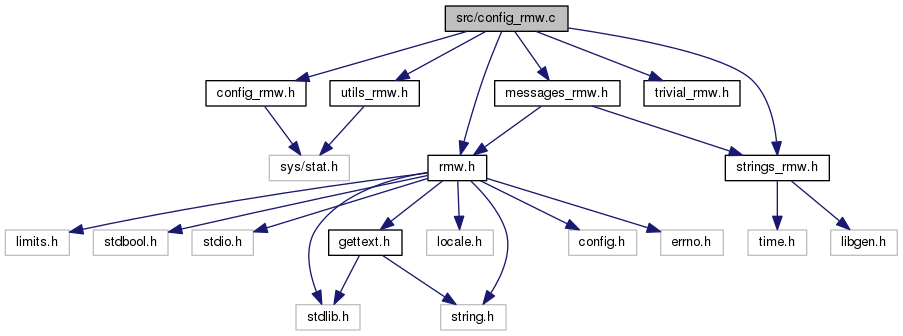 src/config_rmw.c
config_rmw.h
utils_rmw.h
messages_rmw.h
trivial_rmw.h
sys/stat.h
rmw.h
strings_rmw.h
limits.h
stdbool.h
stdio.h
gettext.h
locale.h
config.h
errno.h
time.h
libgen.h
stdlib.h
string.h